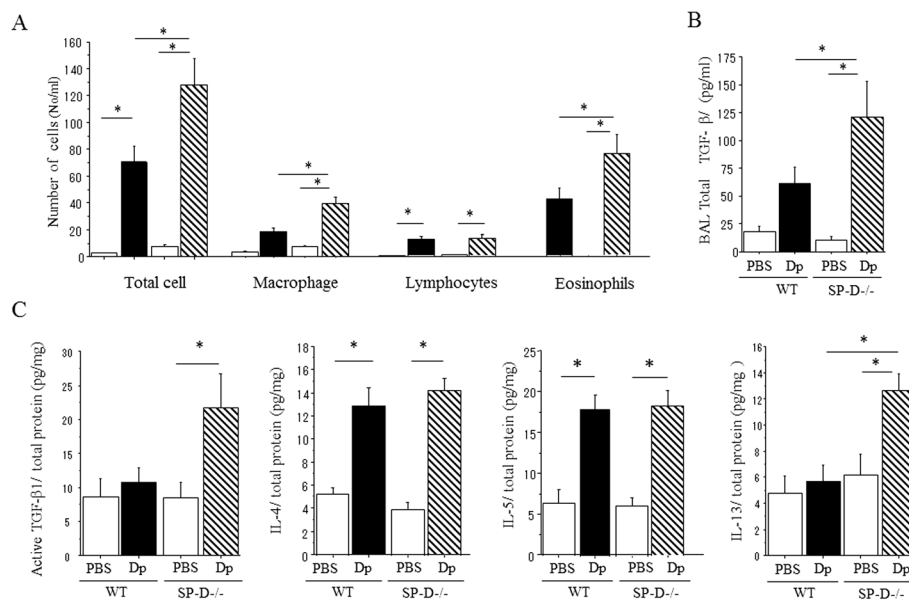 A
Number of cells (No/ml)
160
140
120
100
80
60
40
20
0
*
*
*
*
*
*
*
*
*
Total cell
Macrophage
Lymphocytes
Eosinophils
B
BAL Total TGF- β/ (pg/ml)
175
150
125
100
75
50
25
0
*
*
PBS Dp PBS Dp
WT SP-D-/-
C
Active TGF-β1/ total protein (pg/mg)
30
25
20
15
10
5
0
*
PBS Dp PBS Dp
WT SP-D-/-
IL-4/ total protein (pg/mg)
16
14
12
10
8
6
4
2
0
* *
PBS Dp PBS Dp
WT SP-D-/-
IL-5/ total protein (pg/mg)
25
20
15
10
5
0
* *
PBS Dp PBS Dp
WT SP-D-/-
IL-13/ total protein (pg/mg )
16
14
12
10
8
6
4
2
0
*
*
PBS Dp PBS Dp
WT SP-D-/-